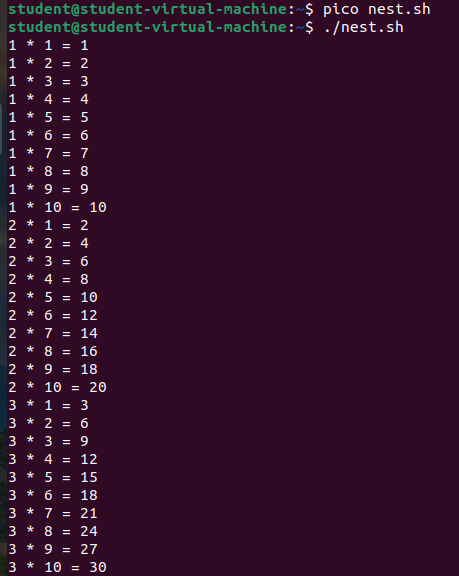 student@student-virtual-machine:~$ pico nest.sh
student@student-virtual-machine:~$ ./nest.sh
1 * 1 = 1
1 * 2 = 2
1 * 3 = 3
1 * 4 = 4
1 * 5 = 5
1 * 6 = 6
1 * 7 = 7
1 * 8 = 8
1 * 9 = 9
1 * 10 = 10
2 * 1 = 2
2 * 2 = 4
2 * 3 = 6
2 * 4 = 8
2 * 5 = 10
2 * 6 = 12
2 * 7 = 14
2 * 8 = 16
2 * 9 = 18
2 * 10 = 20
3 * 1 = 3
3 * 2 = 6
3 * 3 = 9
3 * 4 = 12
3 * 5 = 15
3 * 6 = 18
3 * 7 = 21
3 * 8 = 24
3 * 9 = 27
3 * 10 = 30